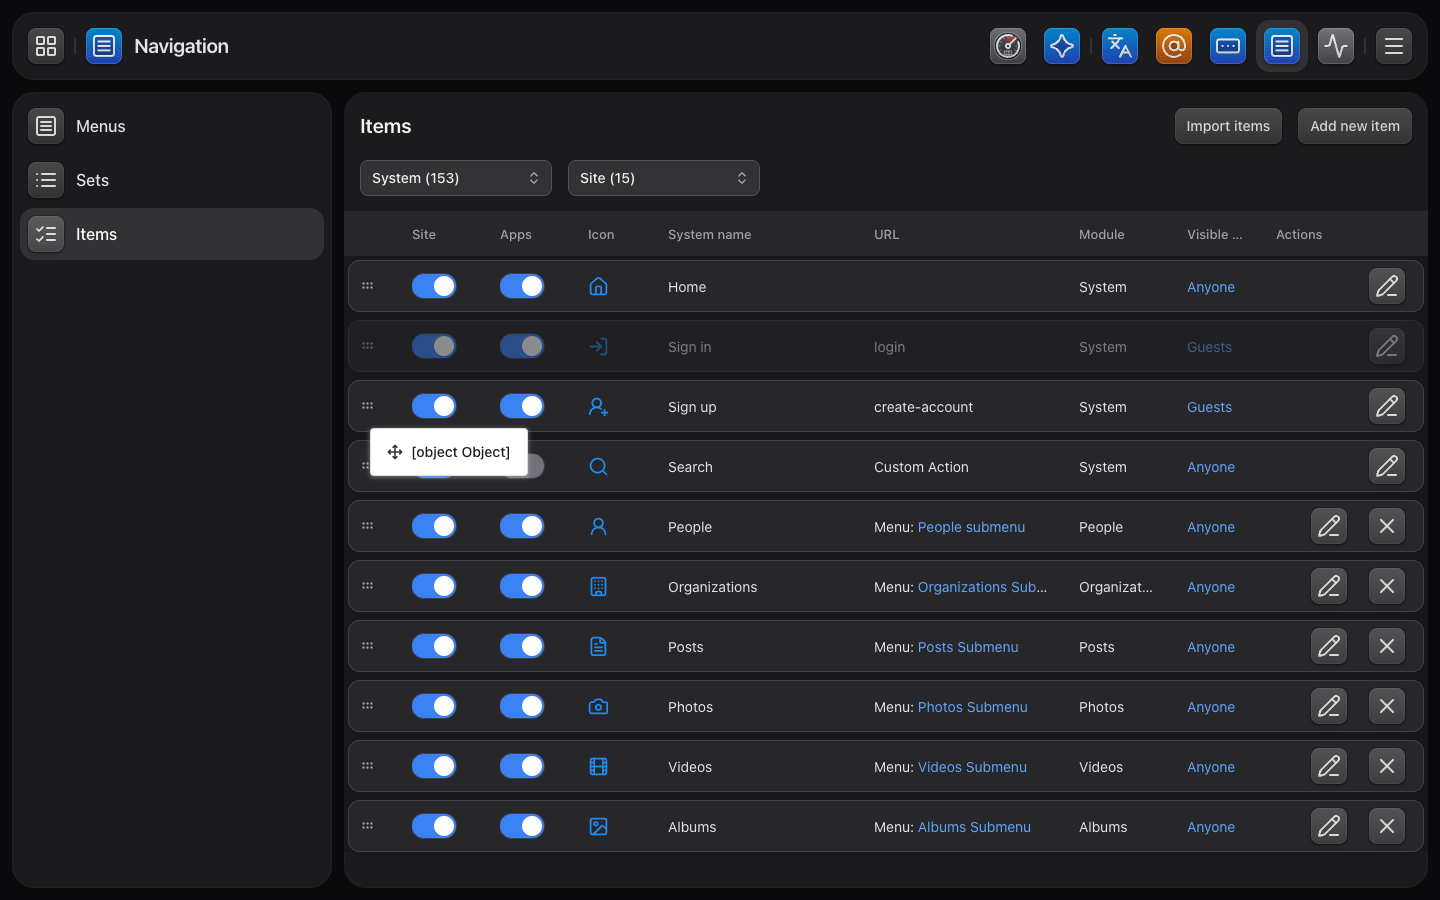 Navigation
Menus
Sets
Items
Items
Import items
Add new item
System (153)
Site (15)
Site Apps Icon System name URL Module Visible ... Actions
Home System Anyone
Sign in login System Guests
Sign up create-account System Guests
[object Object]
Search Custom Action System Anyone
People Menu: People submenu People Anyone
Organizations Menu: Organizations Sub... Organizat... Anyone
Posts Menu: Posts Submenu Posts Anyone
Photos Menu: Photos Submenu Photos Anyone
Videos Menu: Videos Submenu Videos Anyone
Albums Menu: Albums Submenu Albums Anyone